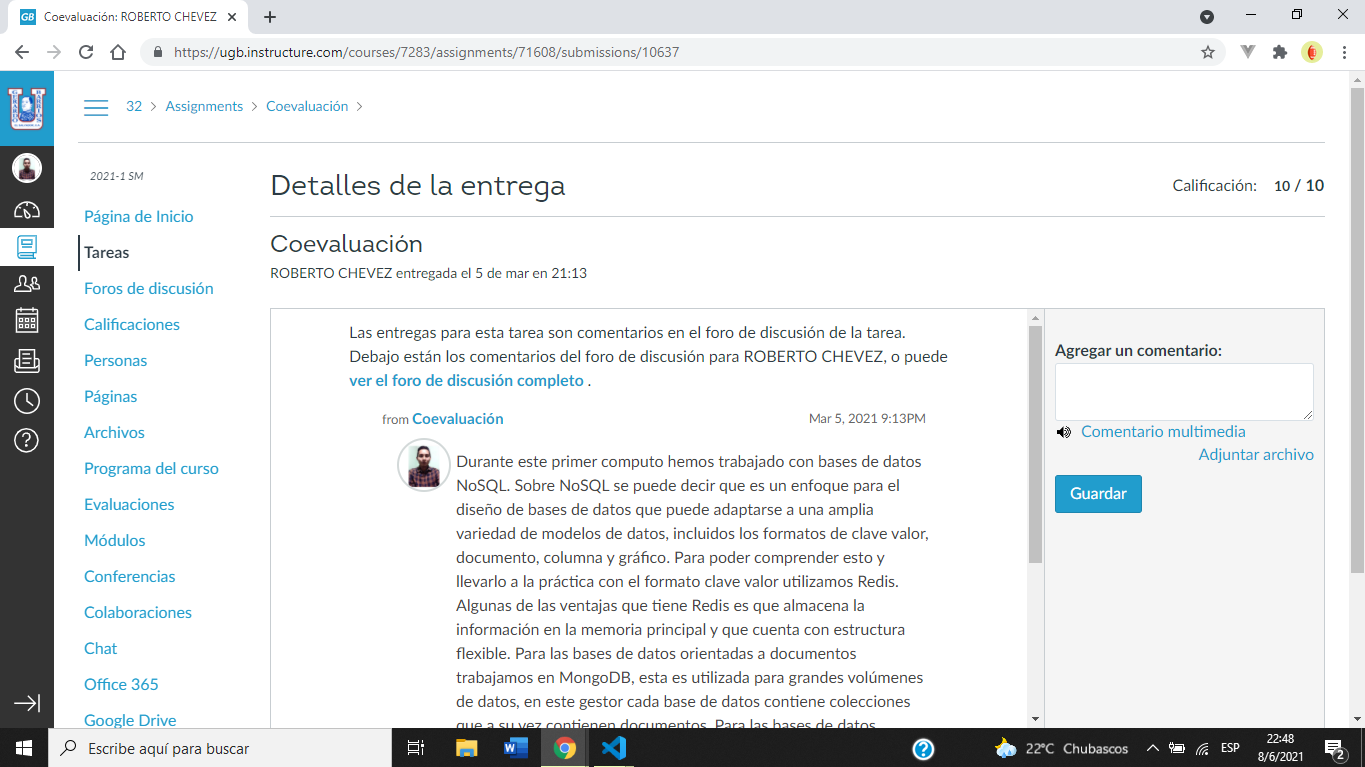 Coevaluación: ROBERTO CHEVEZ
https://ugb.instructure.com/courses/7283/assignments/71608/submissions/10637
32 > Assignments > Coevaluación >
2021-1 SM
Página de Inicio
Tareas
Foros de discusión
Calificaciones
Personas
Páginas
Archivos
Programa del curso
Evaluaciones
Módulos
Conferencias
Colaboraciones
Chat
Office 365
Google Drive
Detalles de la entrega
Calificación: 10 / 10
Coevaluación
ROBERTO CHEVEZ entregada el 5 de mar en 21:13
Las entregas para esta tarea son comentarios en el foro de discusión de la tarea.
Debajo están los comentarios del foro de discusión para ROBERTO CHEVEZ, o puede
ver el foro de discusión completo .
from Coevaluación
Mar 5, 2021 9:13PM
Durante este primer computo hemos trabajado con bases de datos
NoSQL. Sobre NoSQL se puede decir que es un enfoque para el
diseño de bases de datos que puede adaptarse a una amplia
variedad de modelos de datos, incluidos los formatos de clave valor,
documento, columna y gráfico. Para poder comprender esto y
llevarlo a la práctica con el formato clave valor utilizamos Redis.
Algunas de las ventajas que tiene Redis es que almacena la
información en la memoria principal y que cuenta con estructura
flexible. Para las bases de datos orientadas a documentos
trabajamos en MongoDB, esta es utilizada para grandes volúmenes
de datos, en este gestor cada base de datos contiene colecciones
que a su vez contienen documentos. Para las bases de datos
Agregar un comentario:
Comentario multimedia
Adjuntar archivo
Guardar
Escribe aquí para buscar
22°C Chubascos
ESP
22:48
8/6/2021
2